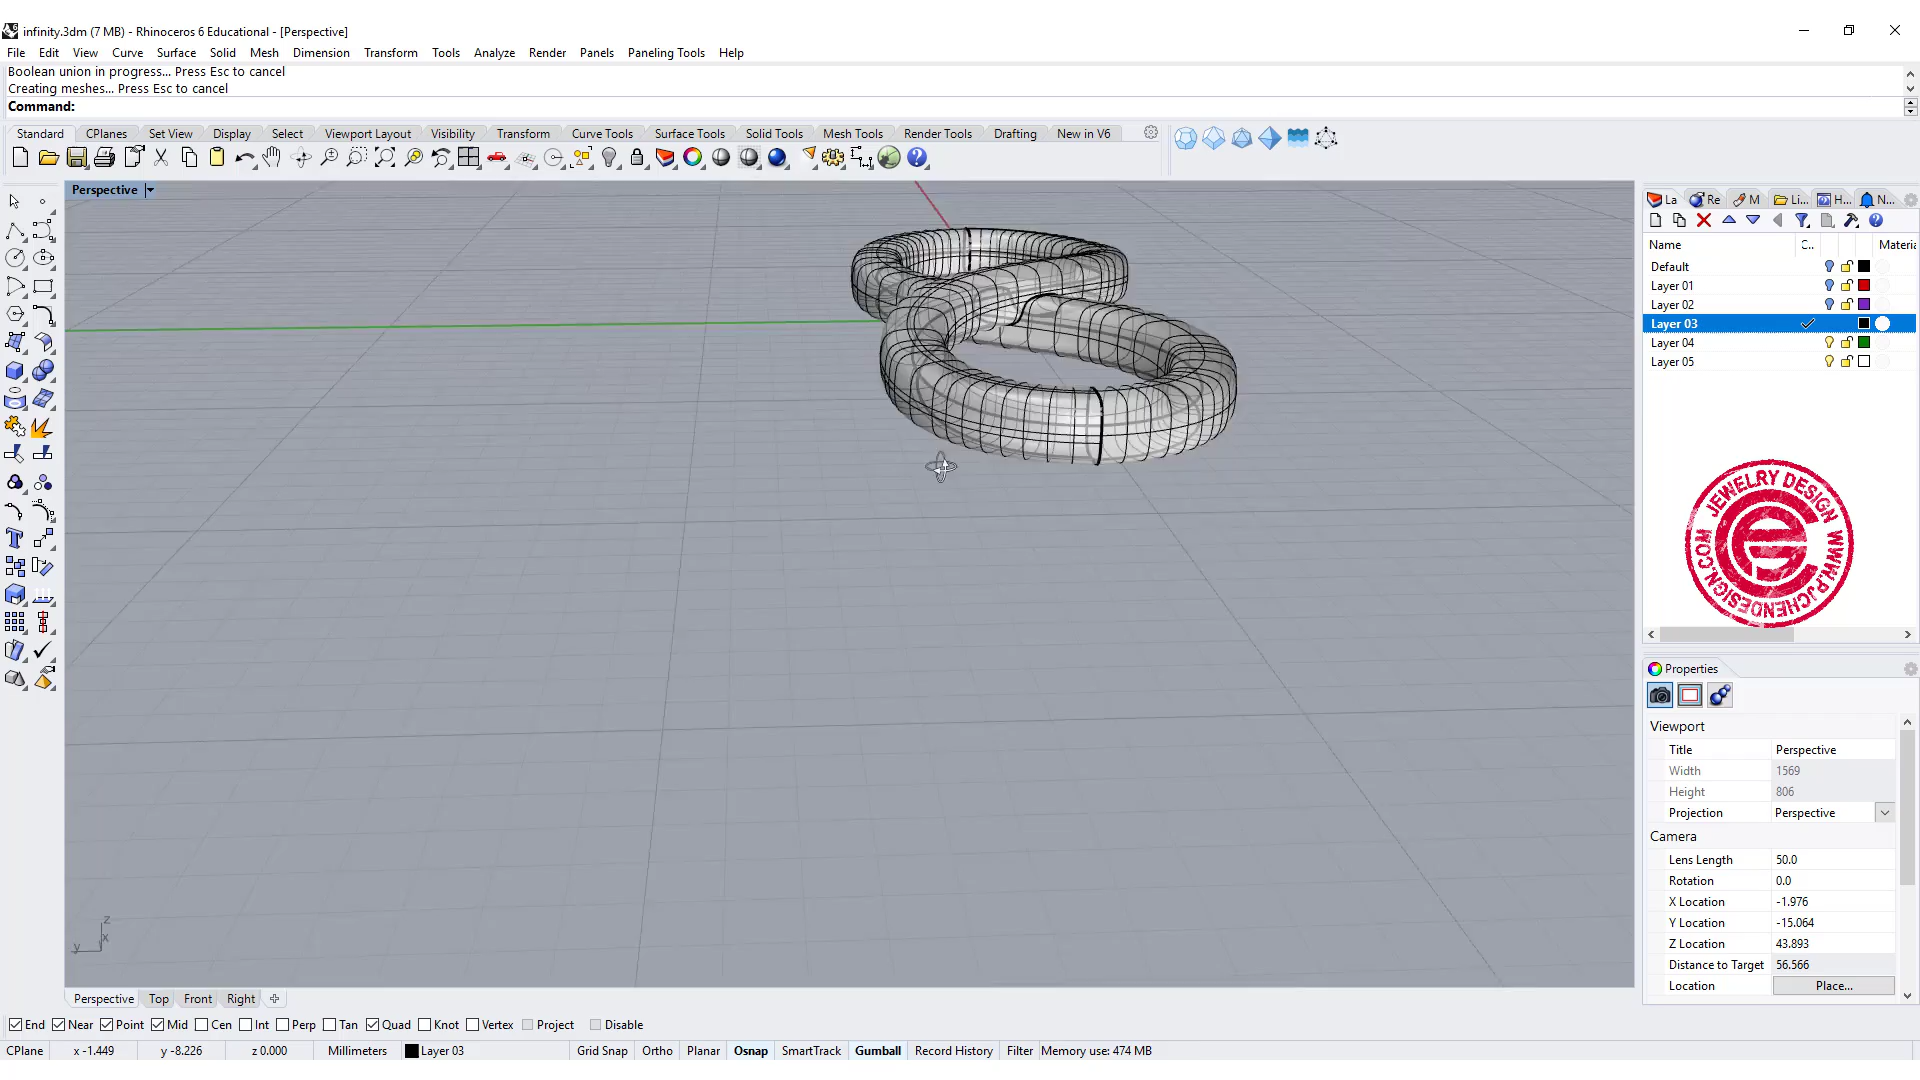 infinity.3dm (7 MB) - Rhinoceros 6 Educational - [Perspective]
File Edit View Curve Surface Solid Mesh Dimension Transform Tools Analyze Render Panels Paneling Tools Help
Boolean union in progress... Press Esc to cancel
Creating meshes... Press Esc to cancel
Command:
Standard CPlanes Set View Display Select Viewport Layout Visibility Transform Curve Tools Surface Tools Solid Tools Mesh Tools Render Tools Drafting New in V6
Perspective
La Re M Li... H... N...
Name C.. Materia
Default
Layer 01
Layer 02
Layer 03
Layer 04
Layer 05
JEWELRY DESIGN
WWW.PJCHENDESIGN.COM
Properties
Viewport
Title Perspective
Width 1569
Height 806
Projection Perspective
Camera
Lens Length 50.0
Rotation 0.0
X Location -1.976
Y Location -15.064
Z Location 43.893
Distance to Target 56.566
Location Place...
z
x
y
Perspective Top Front Right
End Near Point Mid Cen Int Perp Tan Quad Knot Vertex Project Disable
CPlane x -1.449 y -8.226 z 0.000 Millimeters Layer 03 Grid Snap Ortho Planar Osnap SmartTrack Gumball Record History Filter Memory use: 474 MB